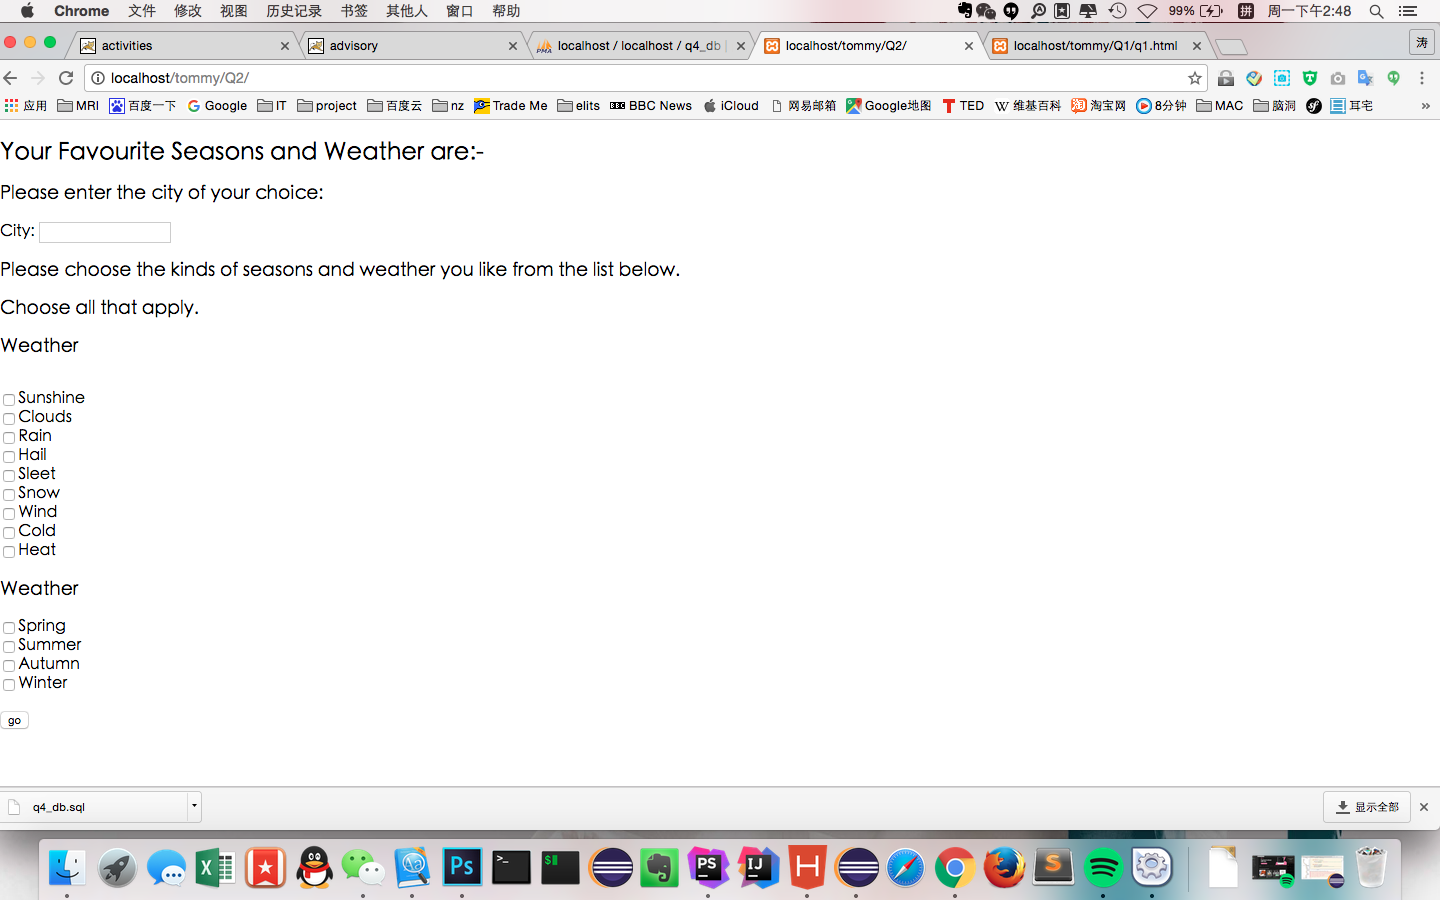 Chrome 文件 修改 视图 历史记录 书签 其他人 窗口 帮助 99% 拼 周一下午2:48
activities advisory localhost / localhost / q4_db localhost/tommy/Q2/ localhost/tommy/Q1/q1.html 涛
localhost/tommy/Q2/
应用 MRI 百度一下 Google IT project 百度云 nz Trade Me elits BBC News iCloud 网易邮箱 Google地图 TED 维基百科 淘宝网 8分钟 MAC 脑洞 耳宅 »
Your Favourite Seasons and Weather are:-
Please enter the city of your choice:
City:
Please choose the kinds of seasons and weather you like from the list below.
Choose all that apply.
Weather
Sunshine
Clouds
Rain
Hail
Sleet
Snow
Wind
Cold
Heat
Weather
Spring
Summer
Autumn
Winter
go
q4_db.sql 显示全部